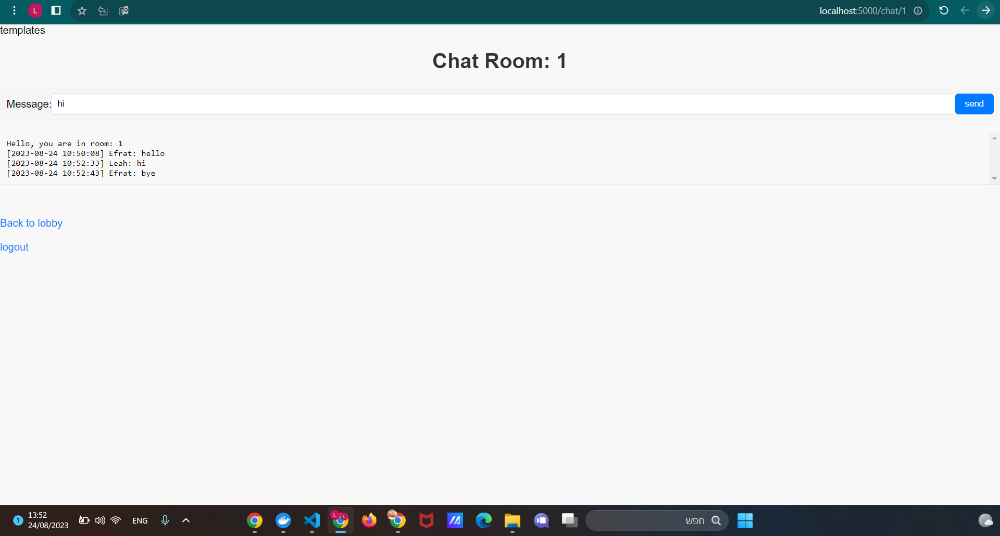 L
localhost:5000/chat/1
templates
Chat Room: 1
Message: hi send
Hello, you are in room: 1
[2023-08-24 10:50:08] Efrat: hello
[2023-08-24 10:52:33] Leah: hi
[2023-08-24 10:52:43] Efrat: bye
Back to lobby
logout
1
13:52
24/08/2023
ENG
L
L
חפש